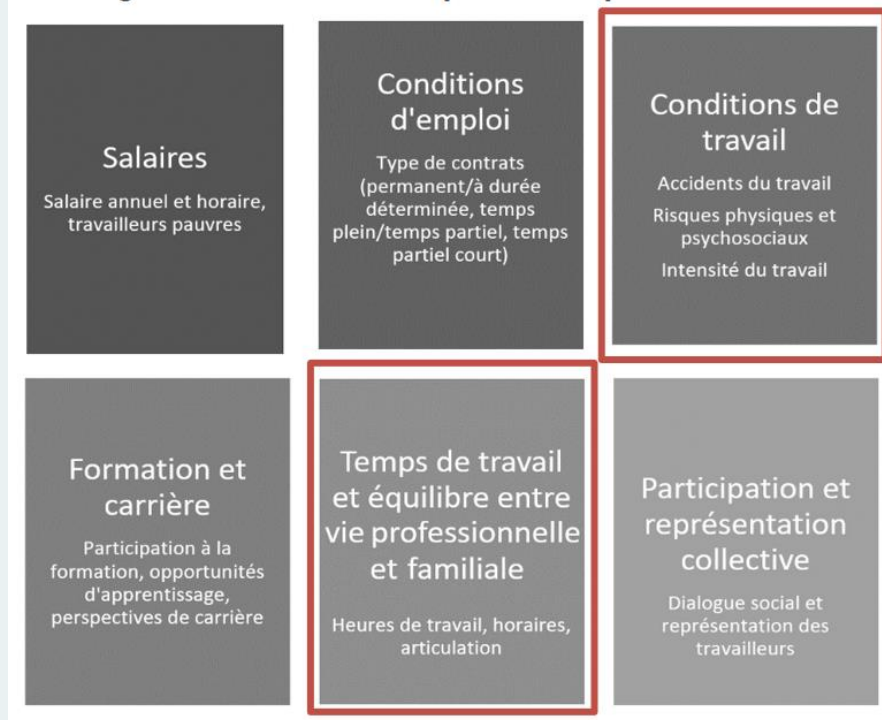 Salaires
Salaire annuel et horaire,
travailleurs pauvres
Conditions
d'emploi
Type de contrats
(permanent/à durée
déterminée, temps
plein/temps partiel, temps
partiel court)
Conditions de
travail
Accidents du travail
Risques physiques et
psychosociaux
Intensité du travail
Formation et
carrière
Participation à la
formation, opportunités
d'apprentissage,
perspectives de carrière
Temps de travail
et équilibre entre
vie professionnelle
et familiale
Heures de travail, horaires,
articulation
Participation et
représentation
collective
Dialogue social et
représentation des
travailleurs